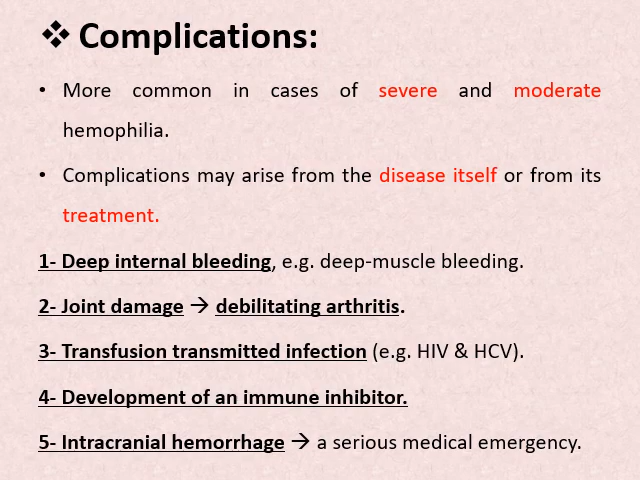 ❖ Complications:
• More common in cases of severe and moderate
hemophilia.
• Complications may arise from the disease itself or from its
treatment.
1- Deep internal bleeding, e.g. deep-muscle bleeding.
2- Joint damage → debilitating arthritis.
3- Transfusion transmitted infection (e.g. HIV & HCV).
4- Development of an immune inhibitor.
5- Intracranial hemorrhage → a serious medical emergency.